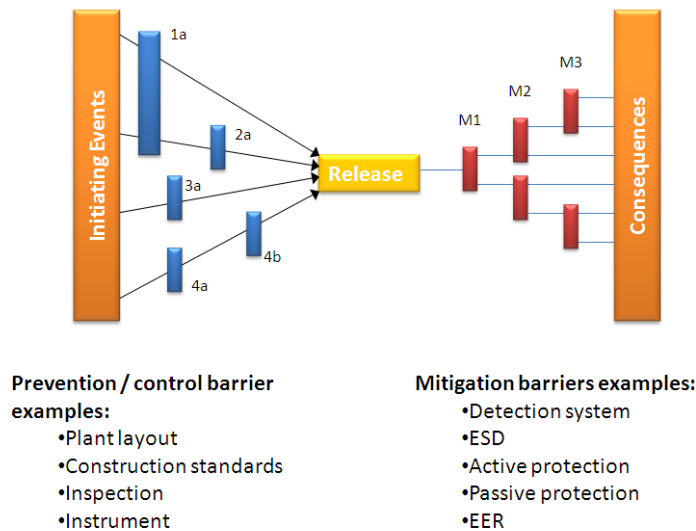 1a
M3
M2
M1
2a
3a
4b
4a
Initiating Events
Release
Consequences
Prevention / control barrier
examples:
•Plant layout
•Construction standards
•Inspection
•Instrument
Mitigation barriers examples:
•Detection system
•ESD
•Active protection
•Passive protection
•EER